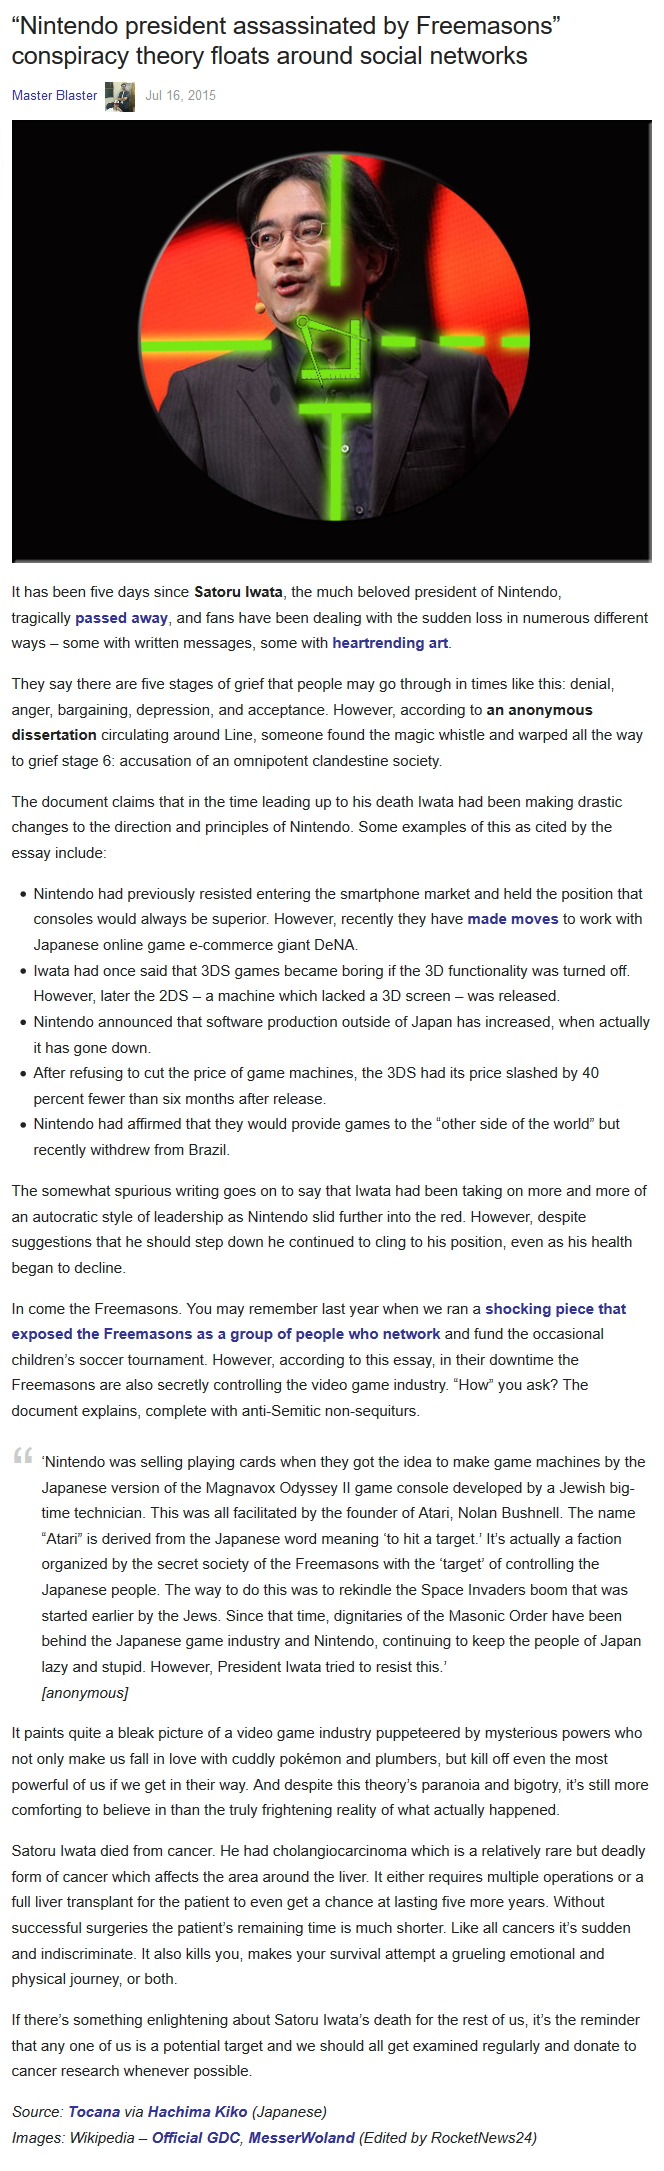 “Nintendo president assassinated by Freemasons”
conspiracy theory floats around social networks
Master Blaster Jul 16, 2015
It has been five days since Satoru Iwata, the much beloved president of Nintendo,
tragically passed away, and fans have been dealing with the sudden loss in numerous different
ways – some with written messages, some with heartrending art.
They say there are five stages of grief that people may go through in times like this: denial,
anger, bargaining, depression, and acceptance. However, according to an anonymous
dissertation circulating around Line, someone found the magic whistle and warped all the way
to grief stage 6: accusation of an omnipotent clandestine society.
The document claims that in the time leading up to his death Iwata had been making drastic
changes to the direction and principles of Nintendo. Some examples of this as cited by the
essay include:
• Nintendo had previously resisted entering the smartphone market and held the position that
consoles would always be superior. However, recently they have made moves to work with
Japanese online game e-commerce giant DeNA.
• Iwata had once said that 3DS games became boring if the 3D functionality was turned off.
However, later the 2DS – a machine which lacked a 3D screen – was released.
• Nintendo announced that software production outside of Japan has increased, when actually
it has gone down.
• After refusing to cut the price of game machines, the 3DS had its price slashed by 40
percent fewer than six months after release.
• Nintendo had affirmed that they would provide games to the “other side of the world” but
recently withdrew from Brazil.
The somewhat spurious writing goes on to say that Iwata had been taking on more and more of
an autocratic style of leadership as Nintendo slid further into the red. However, despite
suggestions that he should step down he continued to cling to his position, even as his health
began to decline.
In come the Freemasons. You may remember last year when we ran a shocking piece that
exposed the Freemasons as a group of people who network and fund the occasional
children’s soccer tournament. However, according to this essay, in their downtime the
Freemasons are also secretly controlling the video game industry. “How” you ask? The
document explains, complete with anti-Semitic non-sequiturs.
“ ‘Nintendo was selling playing cards when they got the idea to make game machines by the
Japanese version of the Magnavox Odyssey II game console developed by a Jewish big-
time technician. This was all facilitated by the founder of Atari, Nolan Bushnell. The name
“Atari” is derived from the Japanese word meaning ‘to hit a target.’ It’s actually a faction
organized by the secret society of the Freemasons with the ‘target’ of controlling the
Japanese people. The way to do this was to rekindle the Space Invaders boom that was
started earlier by the Jews. Since that time, dignitaries of the Masonic Order have been
behind the Japanese game industry and Nintendo, continuing to keep the people of Japan
lazy and stupid. However, President Iwata tried to resist this.’
[anonymous]
It paints quite a bleak picture of a video game industry puppeteered by mysterious powers who
not only make us fall in love with cuddly pokémon and plumbers, but kill off even the most
powerful of us if we get in their way. And despite this theory’s paranoia and bigotry, it’s still more
comforting to believe in than the truly frightening reality of what actually happened.
Satoru Iwata died from cancer. He had cholangiocarcinoma which is a relatively rare but deadly
form of cancer which affects the area around the liver. It either requires multiple operations or a
full liver transplant for the patient to even get a chance at lasting five more years. Without
successful surgeries the patient’s remaining time is much shorter. Like all cancers it’s sudden
and indiscriminate. It also kills you, makes your survival attempt a grueling emotional and
physical journey, or both.
If there’s something enlightening about Satoru Iwata’s death for the rest of us, it’s the reminder
that any one of us is a potential target and we should all get examined regularly and donate to
cancer research whenever possible.
Source: Tocana via Hachima Kiko (Japanese)
Images: Wikipedia – Official GDC, MesserWoland (Edited by RocketNews24)